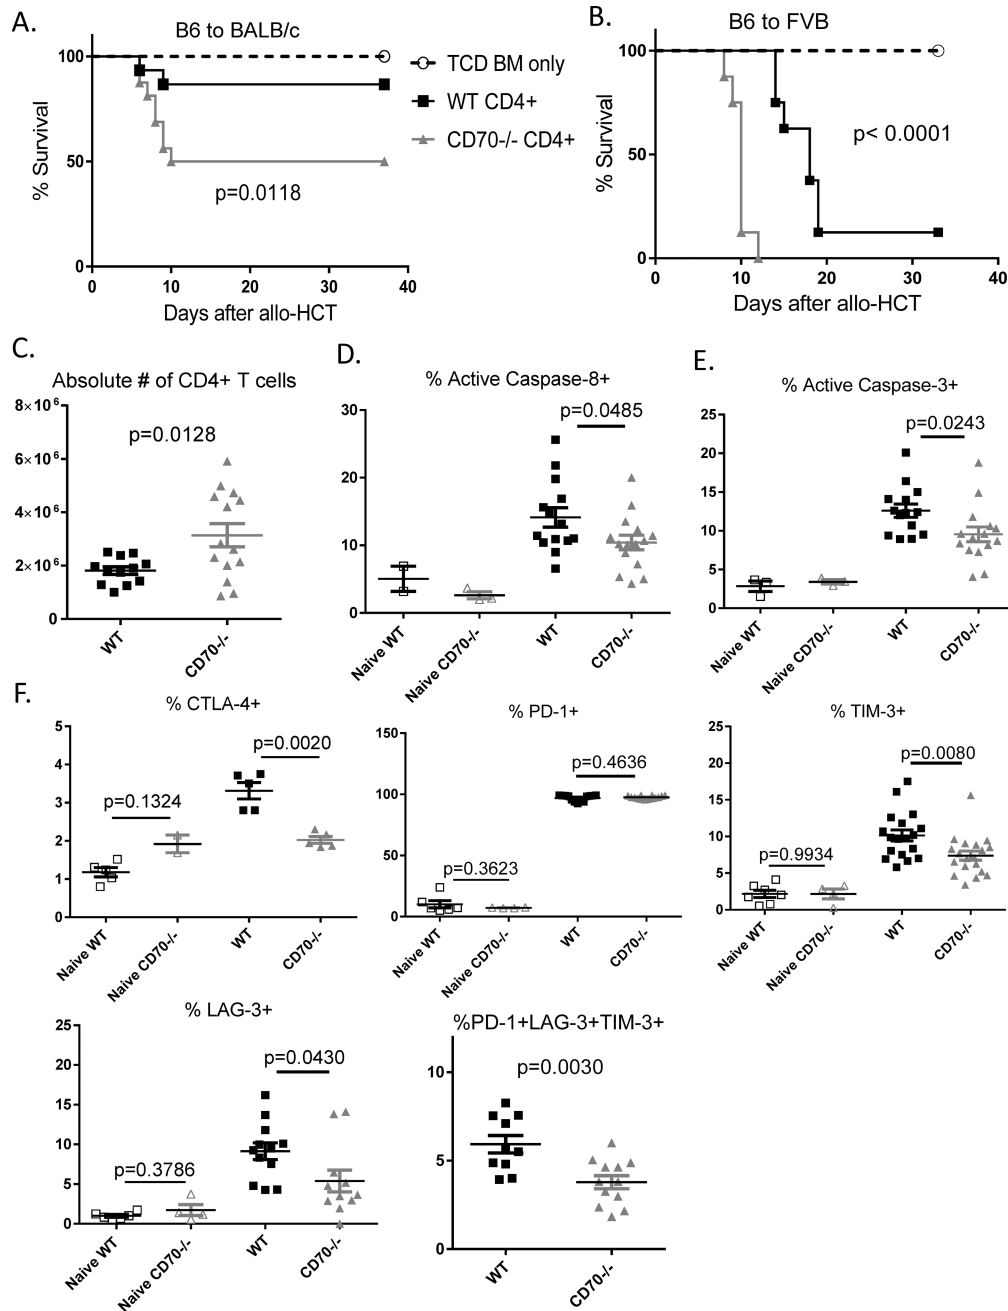 A.
B6 to BALB/c
% Survival
100
50
0
0 10 20 30 40
Days after allo-HCT
p=0.0118
TCD BM only
WT CD4+
CD70-/- CD4+
B.
B6 to FVB
% Survival
100
50
0
0 10 20 30 40
Days after allo-HCT
p< 0.0001
C.
Absolute # of CD4+ T cells
8×10⁶
6×10⁶
4×10⁶
2×10⁶
0
p=0.0128
WT
CD70-/-
D.
% Active Caspase-8+
30
20
10
0
p=0.0485
Naive WT
Naive CD70-/-
WT
CD70-/-
E.
% Active Caspase-3+
25
20
15
10
5
0
p=0.0243
Naive WT
Naive CD70-/-
WT
CD70-/-
F.
% CTLA-4+
5
4
3
2
1
0
p=0.1324
p=0.0020
Naive WT
Naive CD70-/-
WT
CD70-/-
% PD-1+
150
100
50
0
p=0.3623
p=0.4636
Naive WT
Naive CD70-/-
WT
CD70-/-
% TIM-3+
25
20
15
10
5
0
p=0.9934
p=0.0080
Naive WT
Naive CD70-/-
WT
CD70-/-
% LAG-3+
25
20
15
10
5
0
p=0.3786
p=0.0430
Naive WT
Naive CD70-/-
WT
CD70-/-
%PD-1+LAG-3+TIM-3+
10
5
0
p=0.0030
WT
CD70-/-